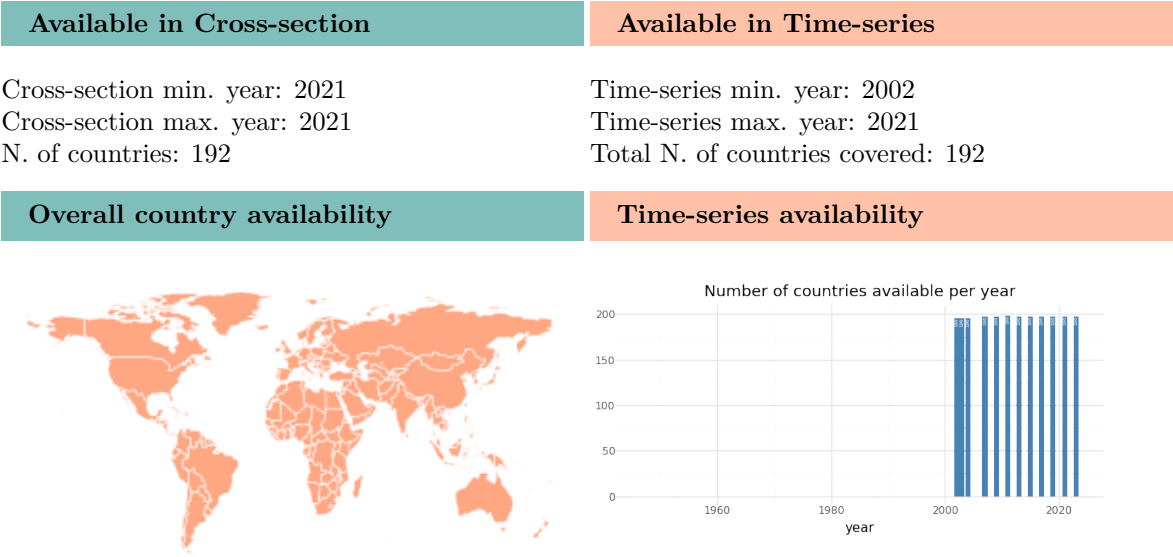 Available in Cross-section
Available in Time-series
Cross-section min. year: 2021
Cross-section max. year: 2021
N. of countries: 192
Time-series min. year: 2002
Time-series max. year: 2021
Total N. of countries covered: 192
Overall country availability
Time-series availability
Number of countries available per year
200
150
100
50
0
1960
1980
2000
2020
year